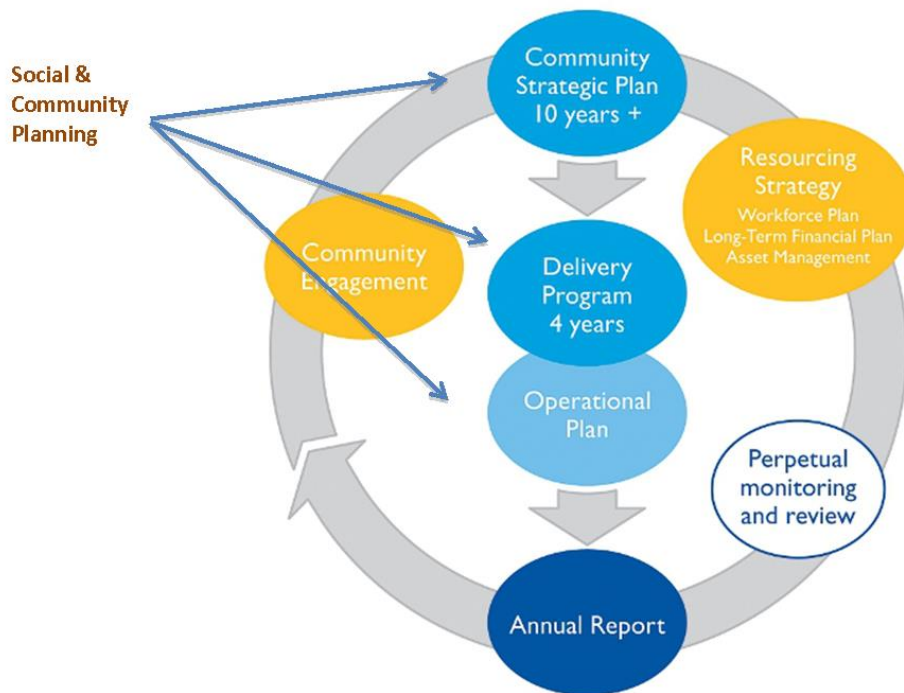 Social &
Community
Planning
Community
Strategic Plan
10 years +
Resourcing
Strategy
Workforce Plan
Long-Term Financial Plan
Asset Management
Community
Engagement
Delivery
Program
4 years
Operational
Plan
Perpetual
monitoring
and review
Annual Report